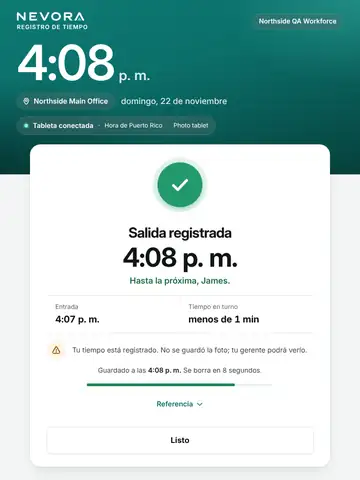 NEVORA
REGISTRO DE TIEMPO
Northside QA Workforce
4:08 p. m.
Northside Main Office
domingo, 22 de noviembre
Tableta conectada · Hora de Puerto Rico · Photo tablet
Salida registrada
4:08 p. m.
Hasta la próxima, James.
Entrada
4:07 p. m.
Tiempo en turno
menos de 1 min
Tu tiempo está registrado. No se guardó la foto; tu gerente podrá verlo.
Guardado a las 4:08 p. m. Se borra en 8 segundos
Referencia
Listo